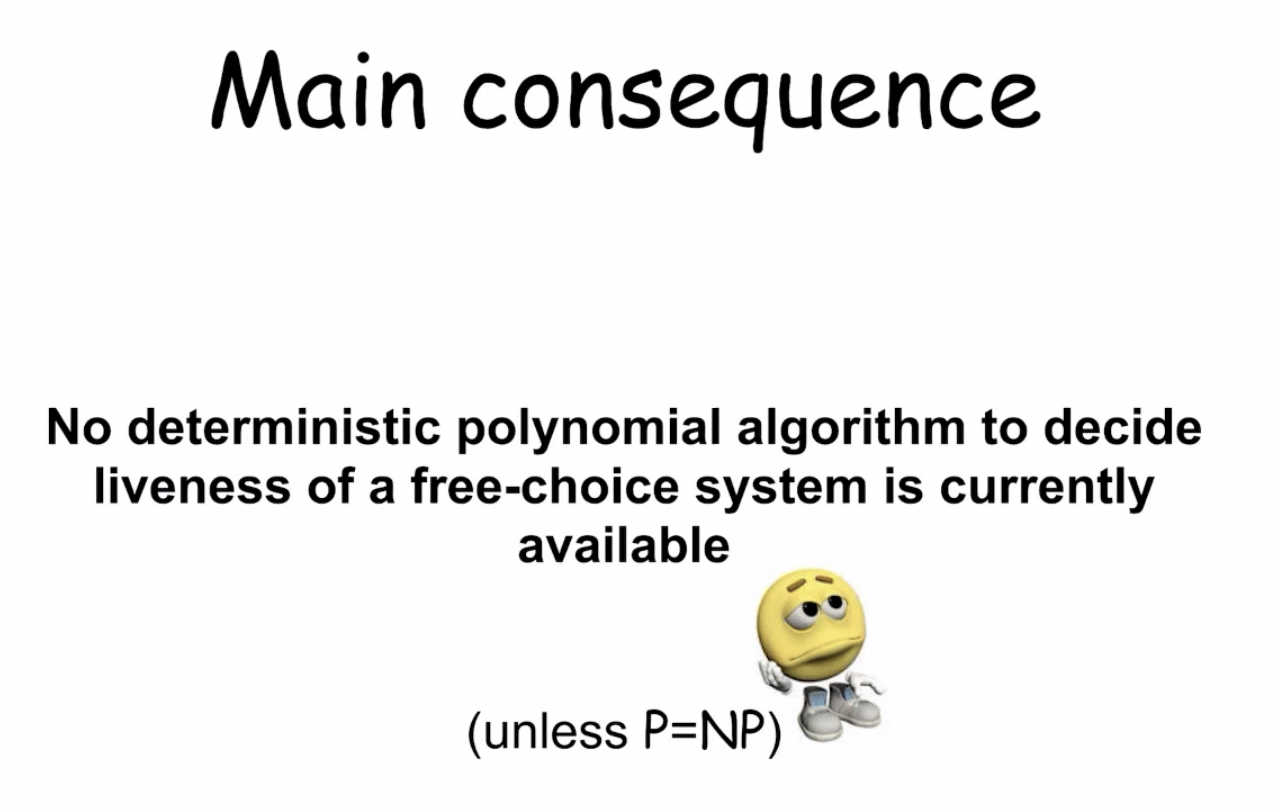 Main consequence
No deterministic polynomial algorithm to decide
liveness of a free-choice system is currently
available
(unless P=NP)